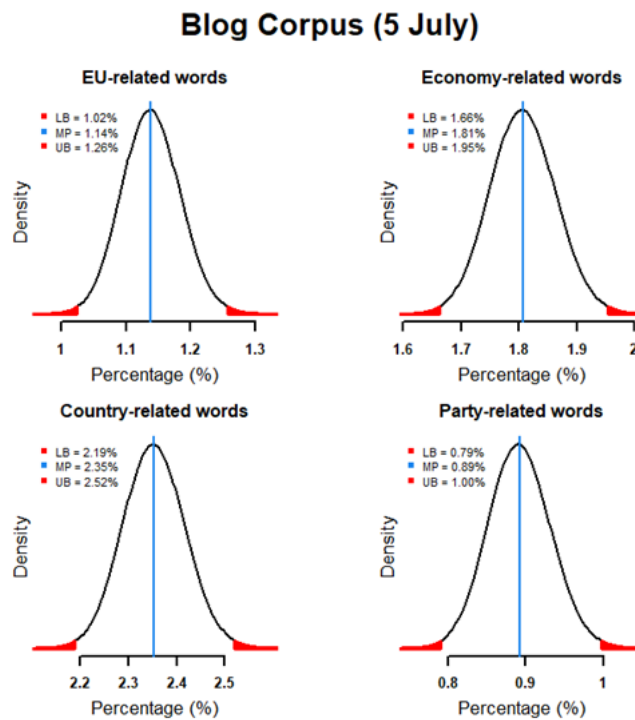 Blog Corpus (5 July)
EU-related words
LB = 1.02%
MP = 1.14%
UB = 1.26%
Density
1
1.1
1.2
1.3
Percentage (%)
Economy-related words
LB = 1.66%
MP = 1.81%
UB = 1.95%
Density
1.6
1.7
1.8
1.9
2
Percentage (%)
Country-related words
LB = 2.19%
MP = 2.35%
UB = 2.52%
Density
2.2
2.3
2.4
2.5
Percentage (%)
Party-related words
LB = 0.79%
MP = 0.89%
UB = 1.00%
Density
0.8
0.9
1
Percentage (%)